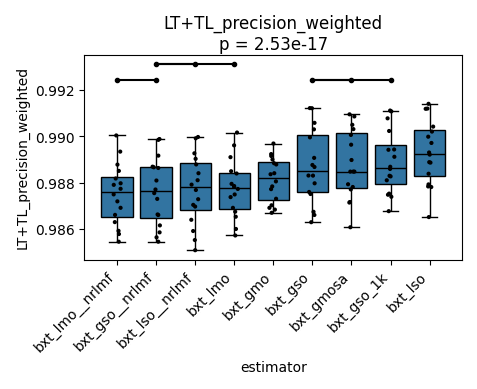 LT+TL_precision_weighted
p = 2.53e-17
LT+TL_precision_weighted
0.992
0.990
0.988
0.986
bxt_lmo__nrlmf
bxt_gso__nrlmf
bxt_lso__nrlmf
bxt_lmo
bxt_gmo
bxt_gso
bxt_gmosa
bxt_gso_1k
bxt_lso
estimator